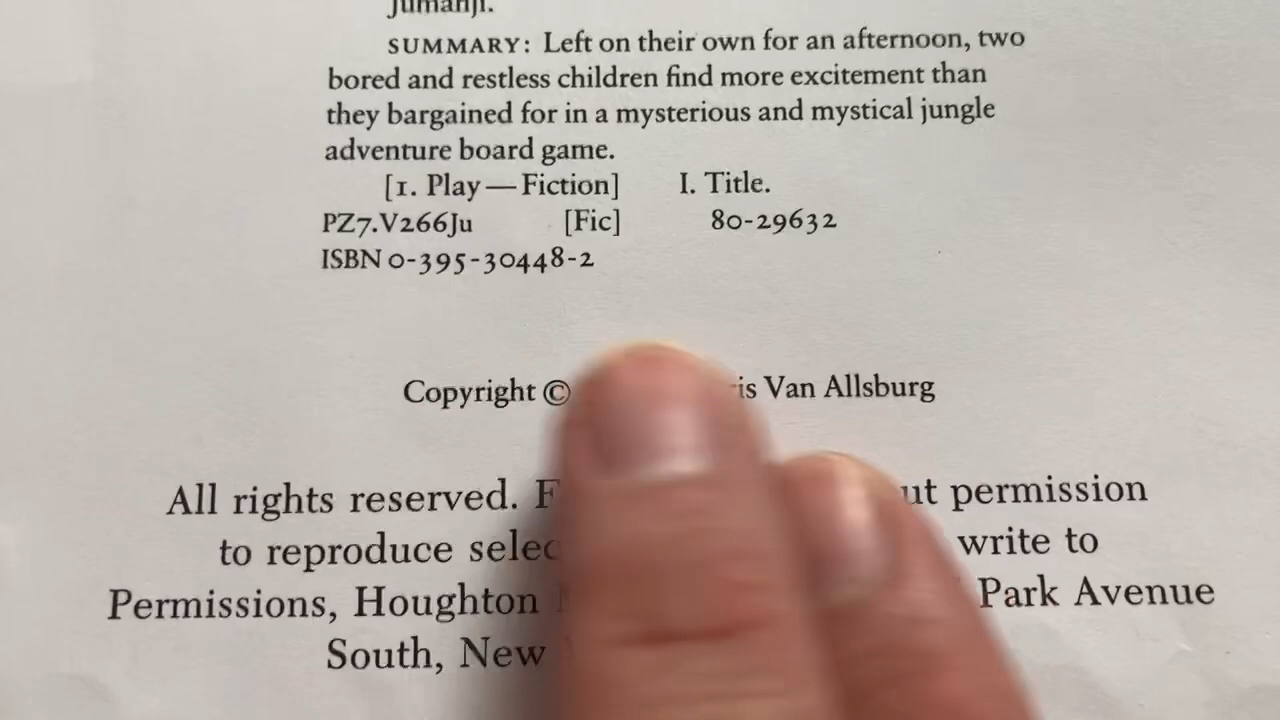 Jumanji.
SUMMARY: Left on their own for an afternoon, two
bored and restless children find more excitement than
they bargained for in a mysterious and mystical jungle
adventure board game.
[1. Play — Fiction] I. Title.
PZ7.V266Ju [Fic] 80-29632
ISBN 0-395-30448-2
Copyright © Van Allsburg
All rights reserved. permission
to reproduce write to
Permissions, Houghton Park Avenue
South, New